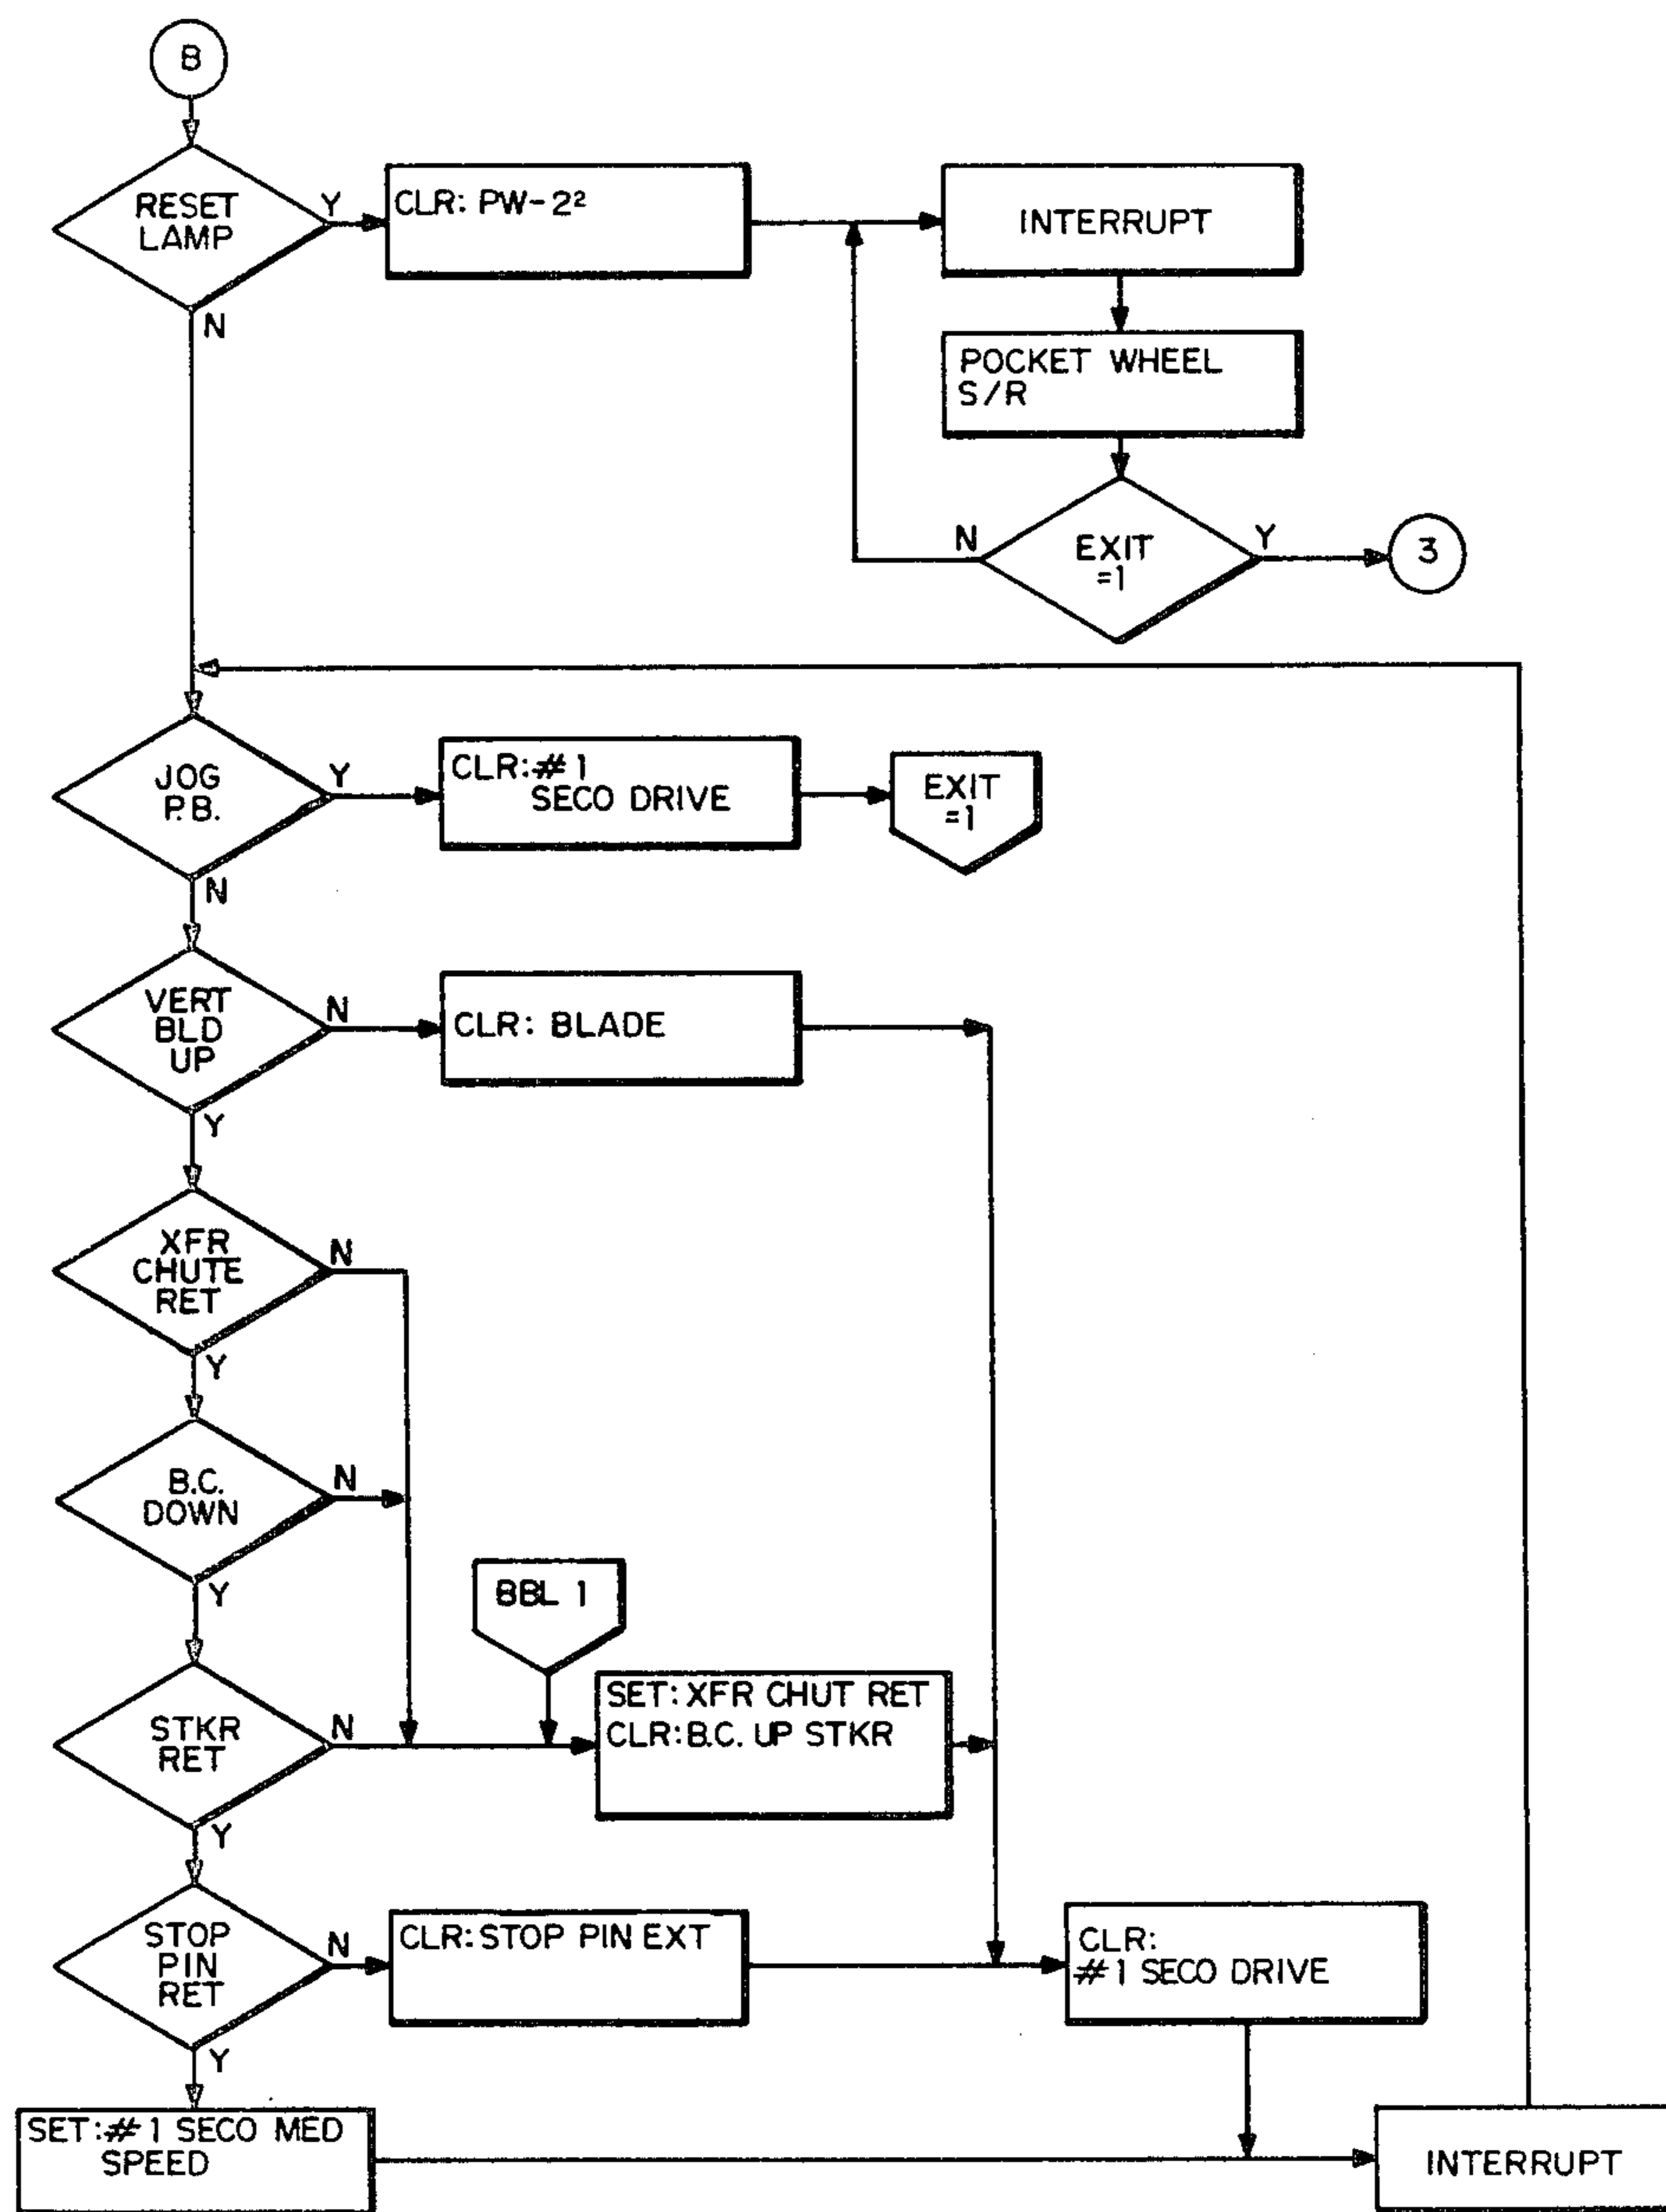 B
RESET
LAMP
Y
N
CLR: PW-2²
INTERRUPT
POCKET WHEEL
S/R
EXIT
=1
N
Y
3
JOG
P.B.
Y
N
CLR:#1
SECO DRIVE
EXIT
=1
VERT
BLD
UP
N
Y
CLR: BLADE
XFR
CHUTE
RET
N
Y
B.C.
DOWN
N
Y
BBL 1
STKR
RET
N
Y
SET: XFR CHUT RET
CLR: B.C. UP STKR
STOP
PIN
RET
N
Y
CLR: STOP PIN EXT
CLR:
#1 SECO DRIVE
SET:#1 SECO MED
SPEED
INTERRUPT